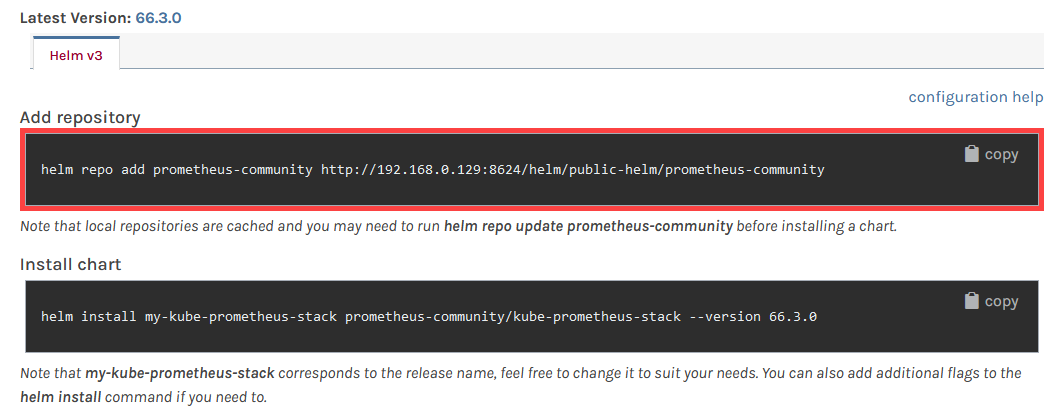 Latest Version: 66.3.0
Helm v3
configuration help
Add repository
copy
helm repo add prometheus-community http://192.168.0.129:8624/helm/public-helm/prometheus-community
Note that local repositories are cached and you may need to run helm repo update prometheus-community before installing a chart.
Install chart
copy
helm install my-kube-prometheus-stack prometheus-community/kube-prometheus-stack --version 66.3.0
Note that my-kube-prometheus-stack corresponds to the release name, feel free to change it to suit your needs. You can also add additional flags to the
helm install command if you need to.